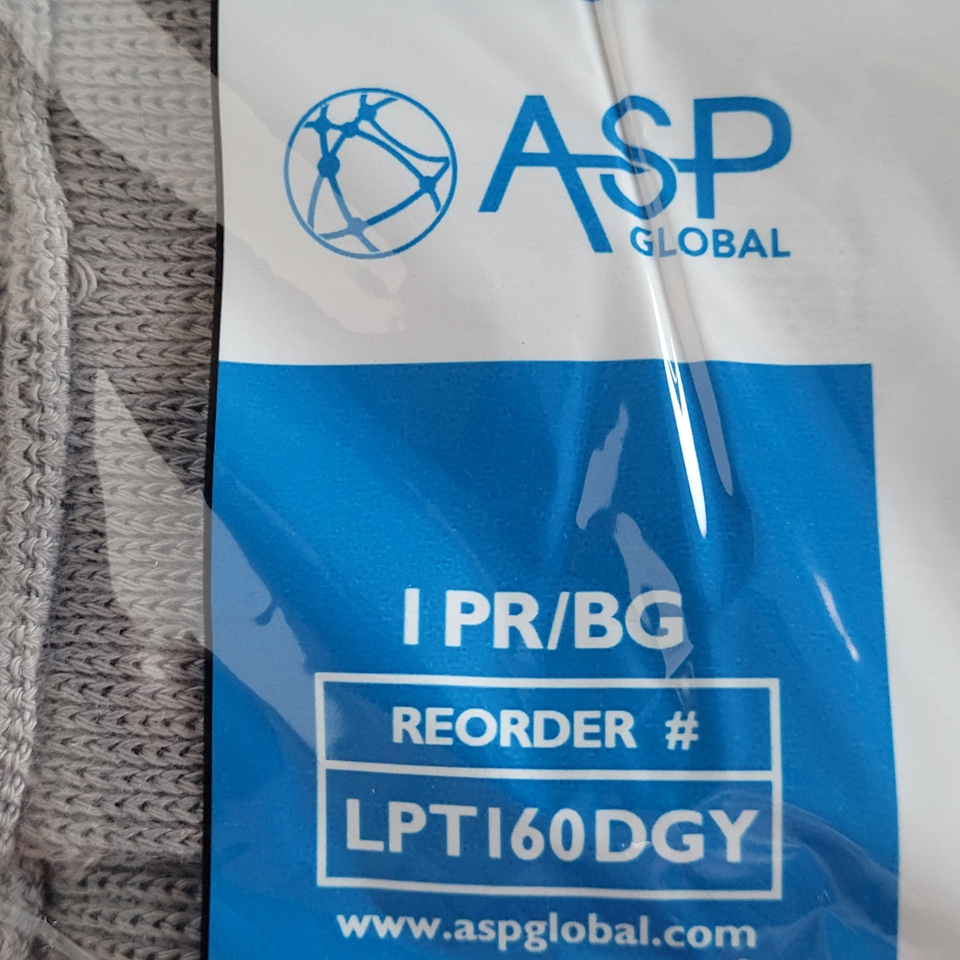 ASP
GLOBAL
1 PR/BG
REORDER #
LPT160DGY
www.aspglobal.com